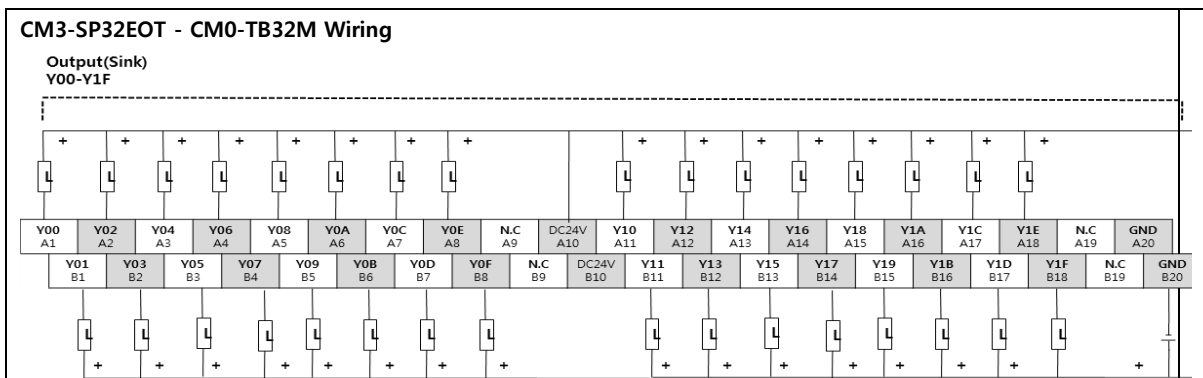 CM3-SP32EOT - CM0-TB32M Wiring
Output(Sink)
Y00-Y1F
+ + + + + + + + + + + + + + + +
L L L L L L L L L L L L L L L L
Y00 Y02 Y04 Y06 Y08 Y0A Y0C Y0E N.C DC24V Y10 Y12 Y14 Y16 Y18 Y1A Y1C Y1E N.C GND
A1 A2 A3 A4 A5 A6 A7 A8 A9 A10 A11 A12 A13 A14 A15 A16 A17 A18 A19 A20
Y01 Y03 Y05 Y07 Y09 Y0B Y0D Y0F N.C DC24V Y11 Y13 Y15 Y17 Y19 Y1B Y1D Y1F N.C GND
B1 B2 B3 B4 B5 B6 B7 B8 B9 B10 B11 B12 B13 B14 B15 B16 B17 B18 B19 B20
L L L L L L L L L L L L L L L L
+ + + + + + + + + + + + + + + +